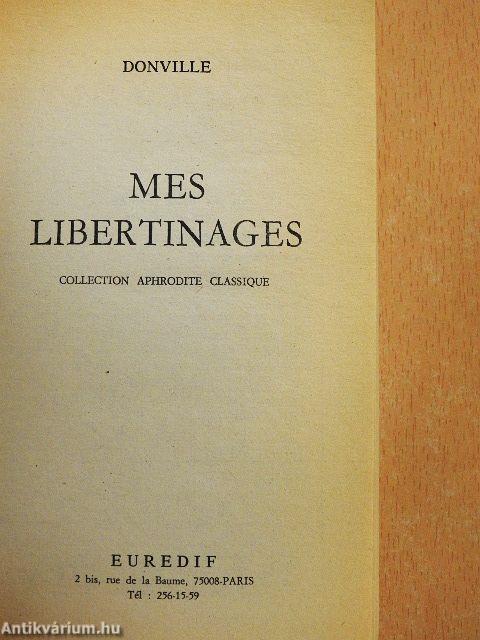 DONVILLE
MES
LIBERTINAGES
COLLECTION APHRODITE CLASSIQUE
EUREDIF
2 bis, rue de la Baume, 75008-PARIS
Tél : 256-15-59
Antikvárium.hu